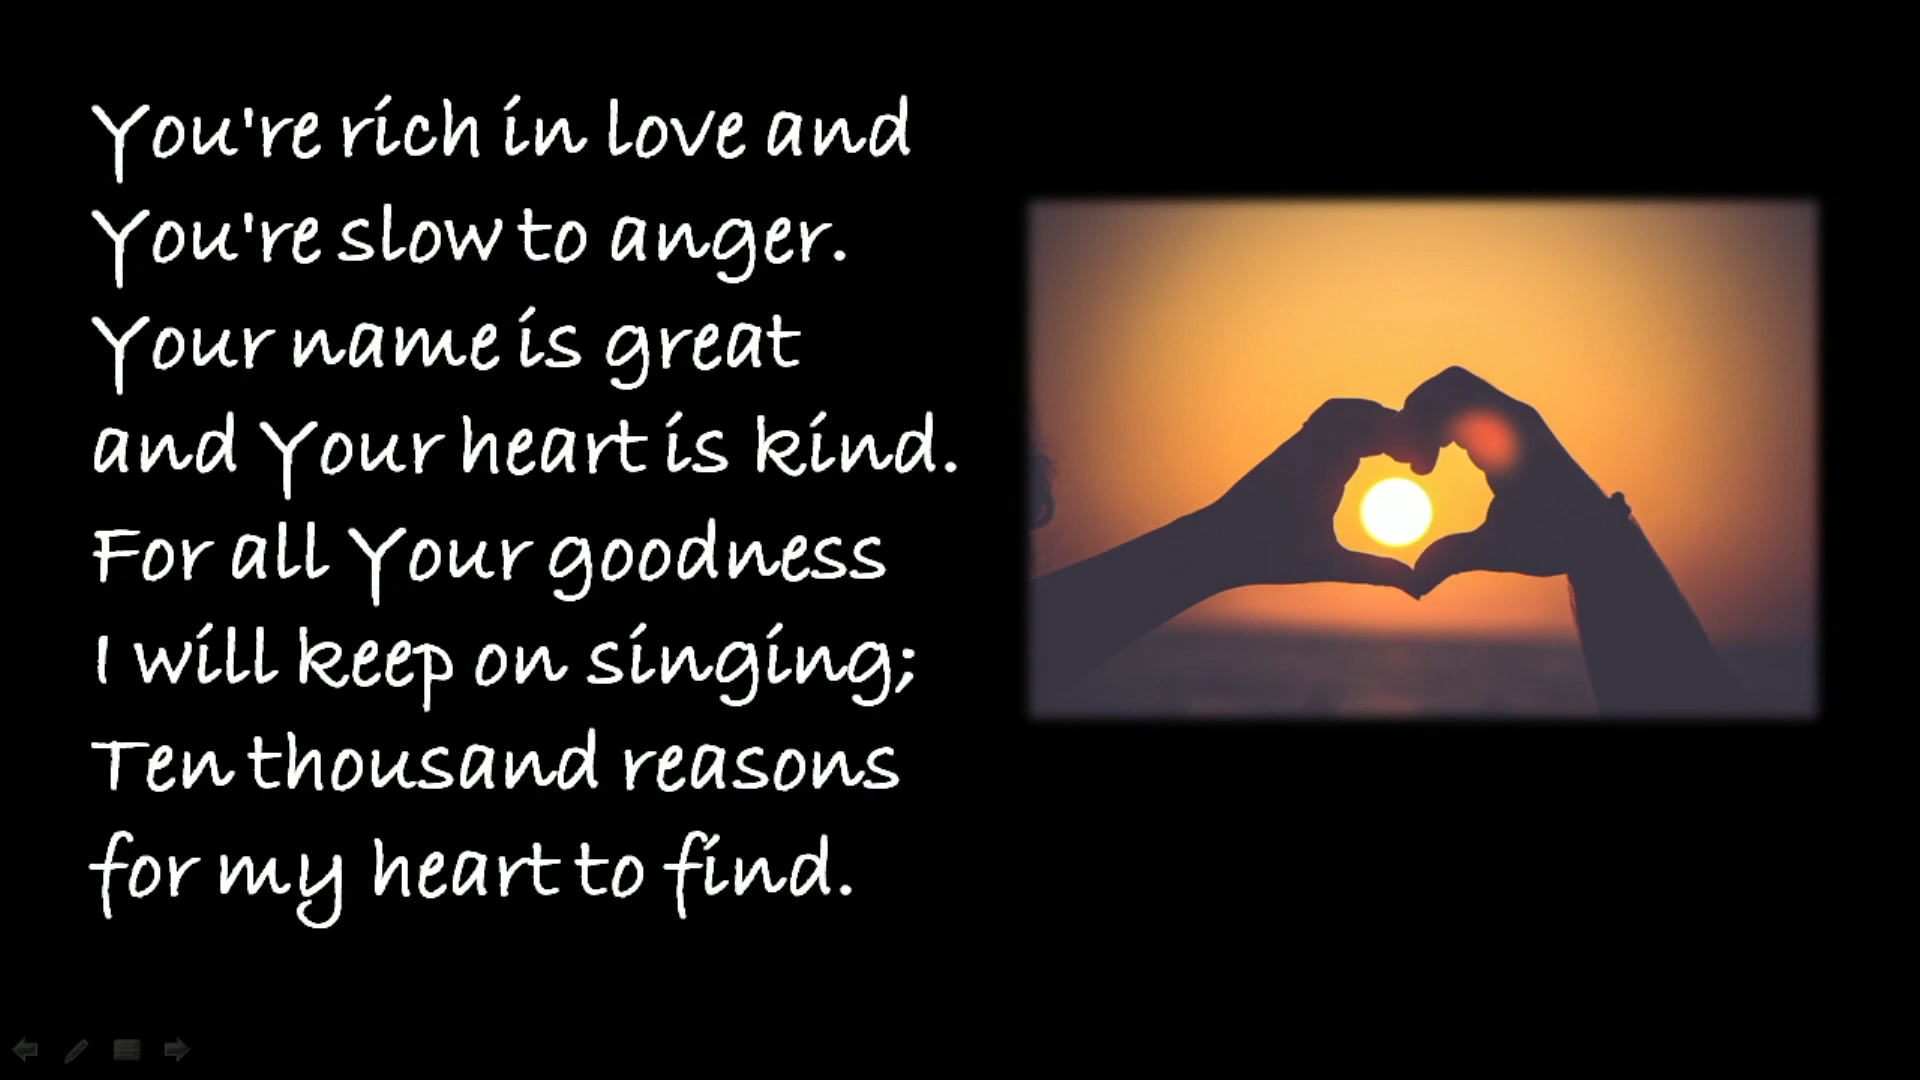 You're rich in love and
You're slow to anger.
Your name is great
and Your heart is kind.
For all Your goodness
I will keep on singing;
Ten thousand reasons
for my heart to find.